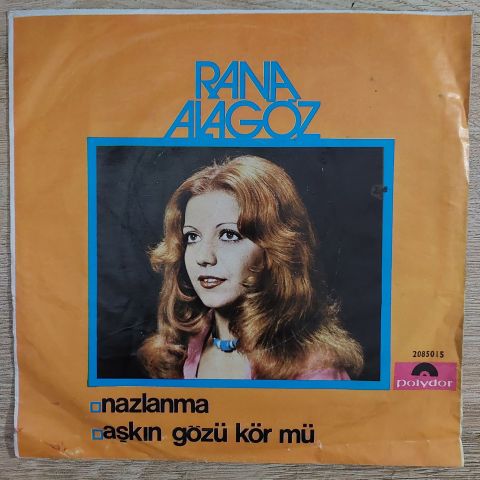 RANA
ALAGÖZ
2085015
polydor
nazlanma
aşkın gözü kör mü